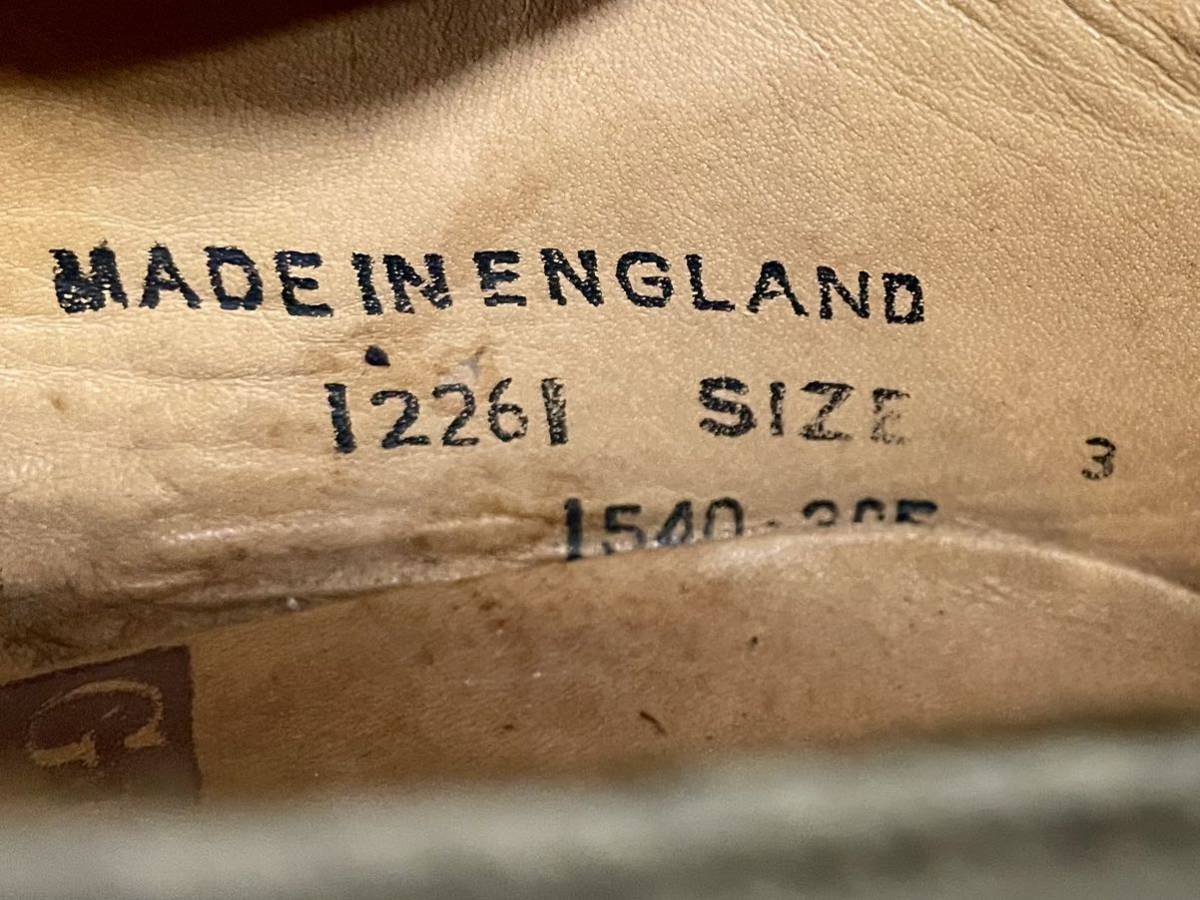 MADE IN ENGLAND
12261 SIZE
3
1540
G